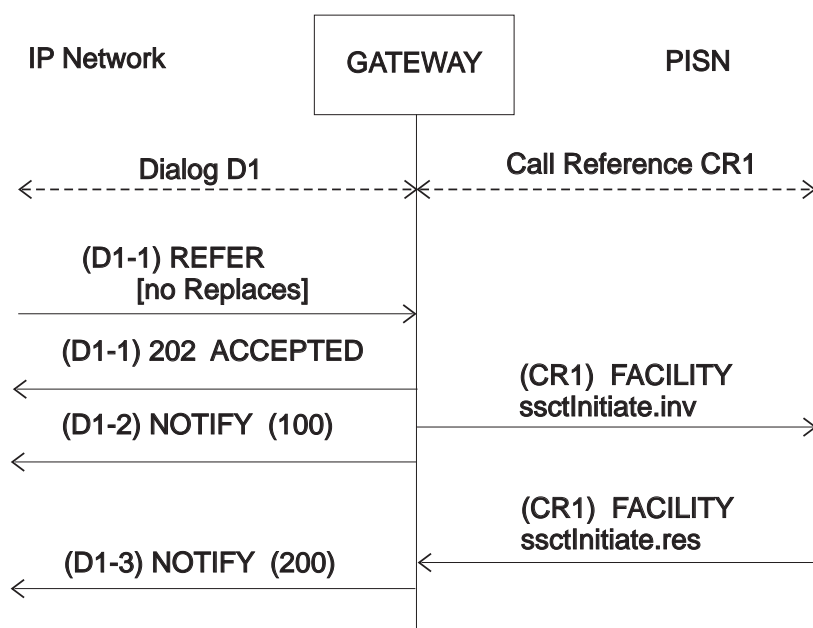 IP Network
GATEWAY
PISN
Dialog D1
Call Reference CR1
(D1-1) REFER
[no Replaces]
(D1-1) 202 ACCEPTED
(CR1) FACILITY
ssctInitiate.inv
(D1-2) NOTIFY (100)
(CR1) FACILITY
ssctInitiate.res
(D1-3) NOTIFY (200)